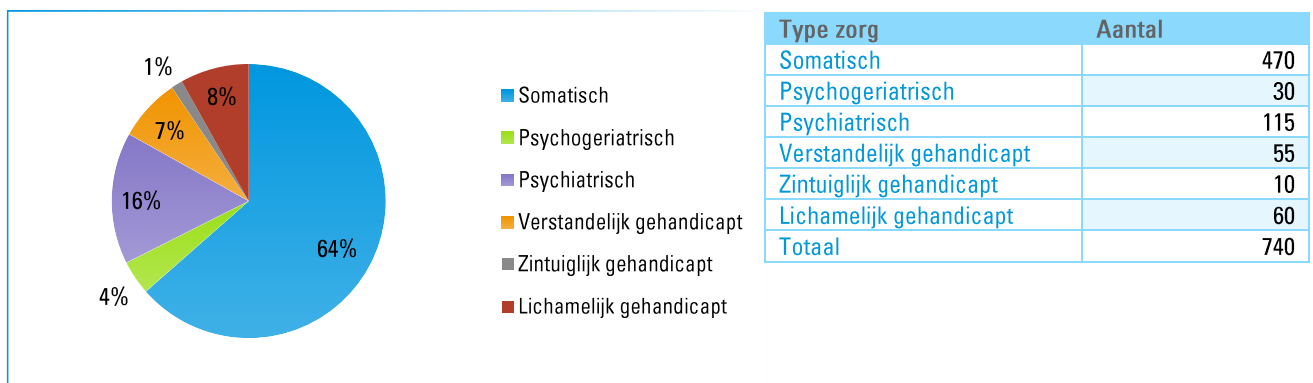 1%
8%
7%
16%
4%
64%
Somatisch
Psychogeriatrisch
Psychiatrisch
Verstandelijk gehandicapt
Zintuiglijk gehandicapt
Lichamelijk gehandicapt
Type zorg Aantal
Somatisch 470
Psychogeriatrisch 30
Psychiatrisch 115
Verstandelijk gehandicapt 55
Zintuiglijk gehandicapt 10
Lichamelijk gehandicapt 60
Totaal 740